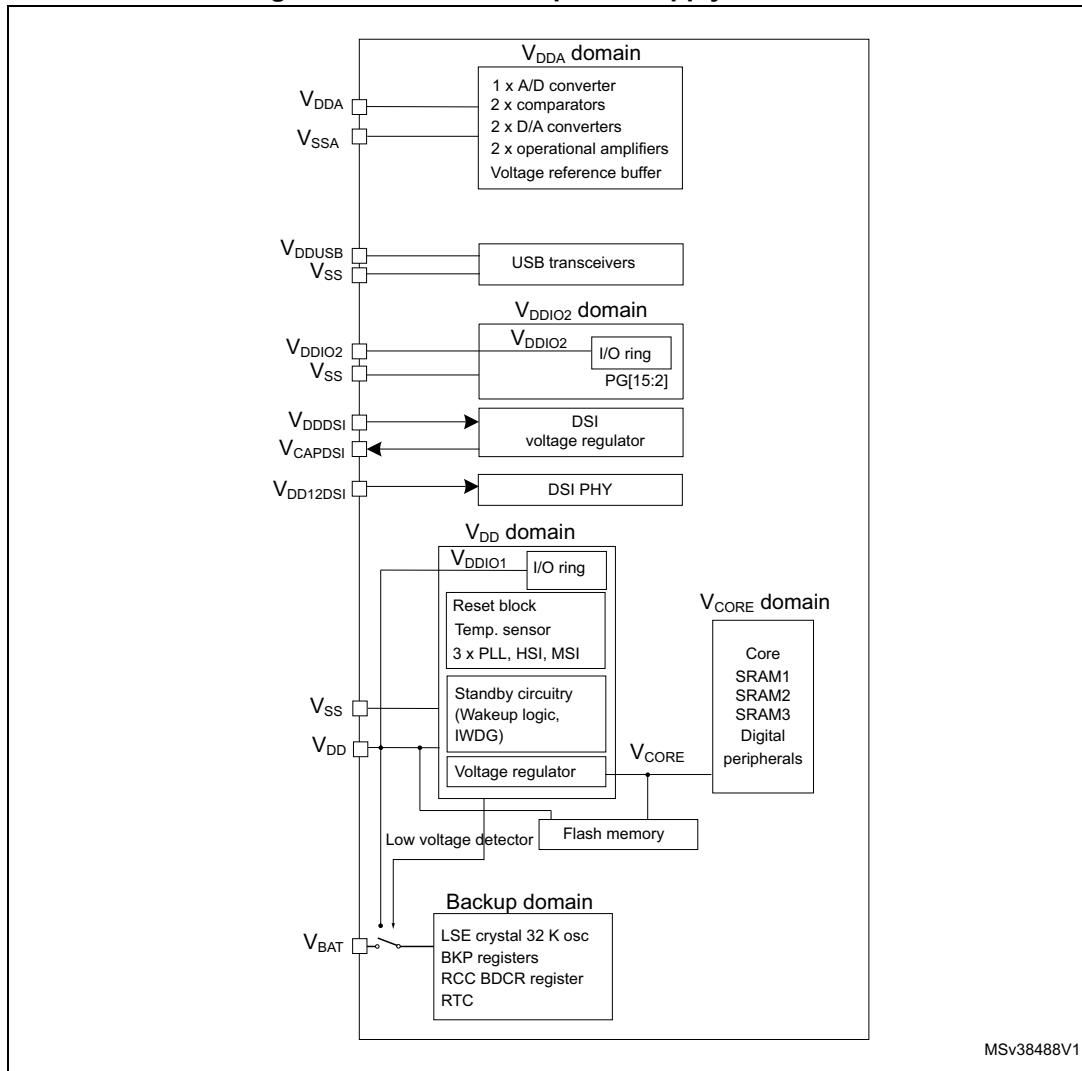 V_DDA domain
1 x A/D converter
2 x comparators
2 x D/A converters
2 x operational amplifiers
Voltage reference buffer
V_DDA
V_SSA
V_DDUSB
V_SS
USB transceivers
V_DDIO2 domain
V_DDIO2
V_SS
V_DDIO2
I/O ring
PG[15:2]
V_DDDSI
V_CAPDSI
DSI
voltage regulator
V_DD12DSI
DSI PHY
V_DD domain
V_DDIO1
I/O ring
Reset block
Temp. sensor
3 x PLL, HSI, MSI
Standby circuitry
(Wakeup logic,
IWDG)
Voltage regulator
V_SS
V_DD
V_CORE
V_CORE domain
Core
SRAM1
SRAM2
SRAM3
Digital
peripherals
Flash memory
Low voltage detector
Backup domain
V_BAT
LSE crystal 32 K osc
BKP registers
RCC BDCR register
RTC
MSv38488V1